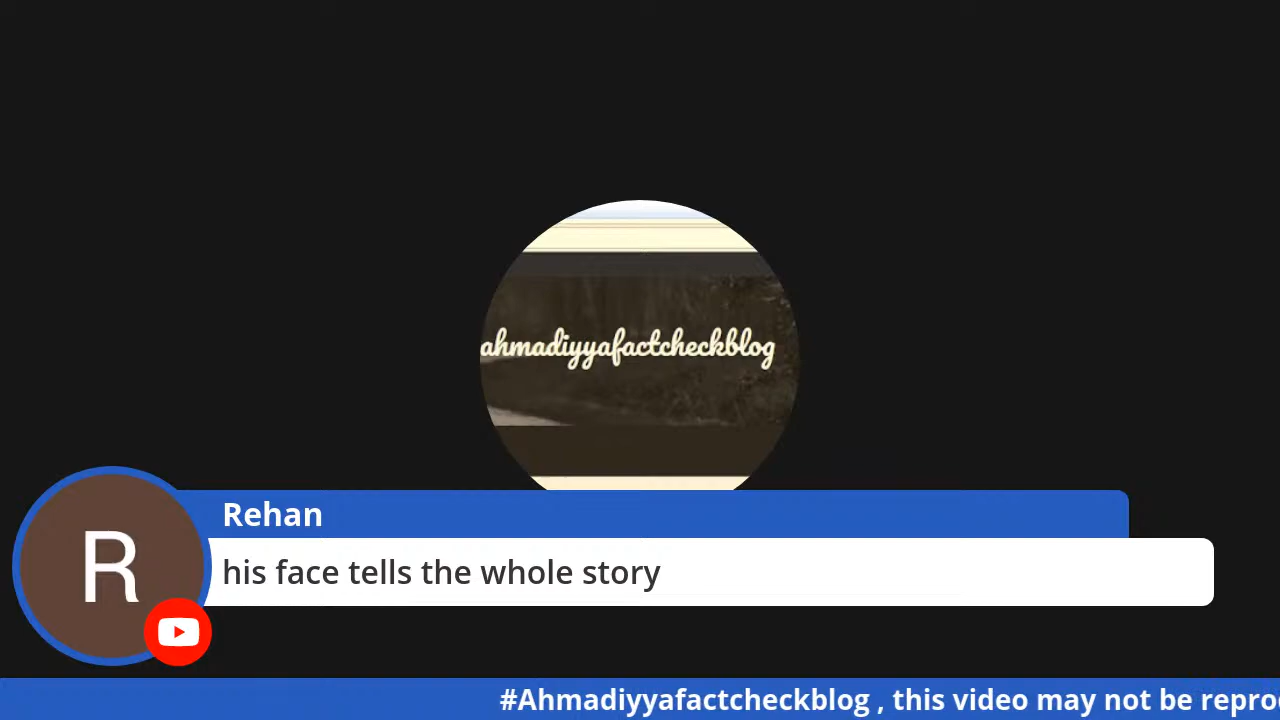 ahmadiyyafactcheckblog
R
Rehan
his face tells the whole story
#Ahmadiyyafactcheckblog , this video may not be repro